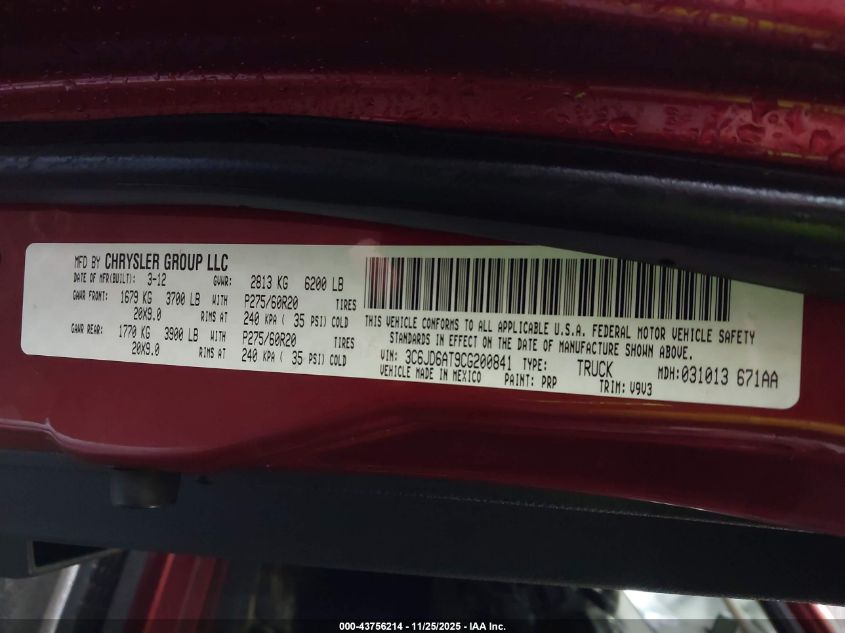 MFD BY CHRYSLER GROUP LLC
DATE OF MFR(BUILT): 3-12 GVWR: 2813 KG 6200 LB
GAWR FRONT: 1679 KG 3700 LB WITH P275/60R20 TIRES
20X9.0 RIMS AT 240 KPA ( 35 PSI) COLD
GAWR REAR: 1770 KG 3900 LB WITH P275/60R20 TIRES
20X9.0 RIMS AT 240 KPA ( 35 PSI) COLD
THIS VEHICLE CONFORMS TO ALL APPLICABLE U.S.A. FEDERAL MOTOR VEHICLE SAFETY
STANDARDS IN EFFECT ON THE DATE OF MANUFACTURE SHOWN ABOVE.
VIN: 3C6JD6AT9CG200841 TYPE: TRUCK MDH:031013 671AA
VEHICLE MADE IN MEXICO PAINT: PRP TRIM: V9V3
000-43756214 - 11/25/2025 - IAA Inc.